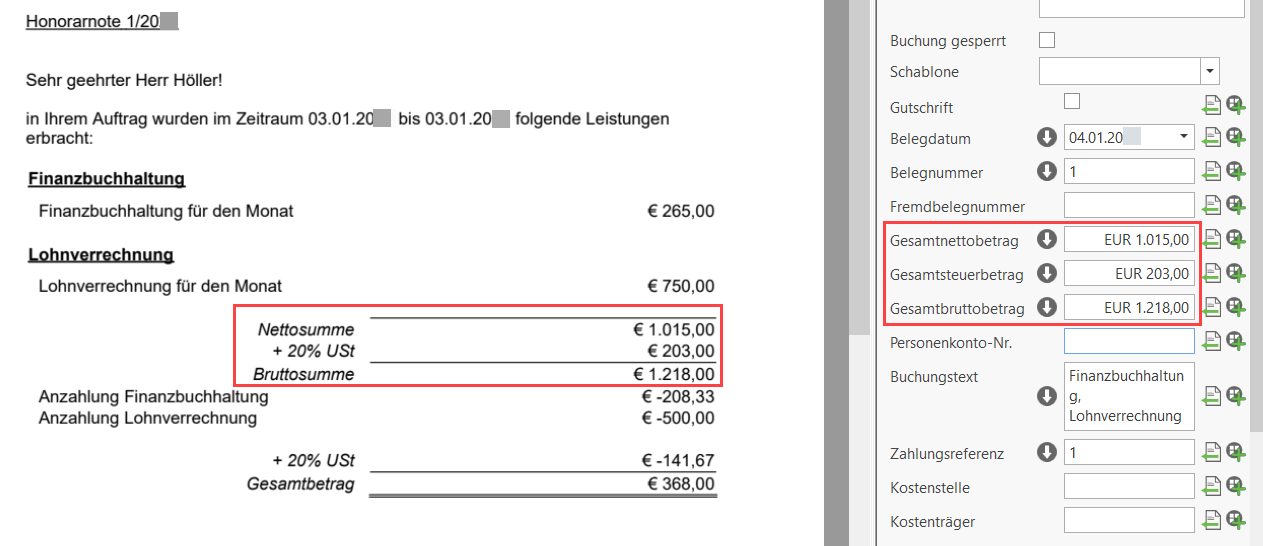 Honorarnote 1/20
Sehr geehrter Herr Höller!
in Ihrem Auftrag wurden im Zeitraum 03.01.20 bis 03.01.20 folgende Leistungen
erbracht:
Finanzbuchhaltung
Finanzbuchhaltung für den Monat € 265,00
Lohnverrechnung
Lohnverrechnung für den Monat € 750,00
Nettosumme € 1.015,00
+ 20% USt € 203,00
Bruttosumme € 1.218,00
Anzahlung Finanzbuchhaltung € -208,33
Anzahlung Lohnverrechnung € -500,00
+ 20% USt € -141,67
Gesamtbetrag € 368,00
Buchung gesperrt
Schablone
Gutschrift
Belegdatum 04.01.20
Belegnummer 1
Fremdbelegnummer
Gesamtnettobetrag EUR 1.015,00
Gesamtsteuerbetrag EUR 203,00
Gesamtbruttobetrag EUR 1.218,00
Personenkonto-Nr.
Buchungstext Finanzbuchhaltun
g,
Lohnverrechnung
Zahlungsreferenz 1
Kostenstelle
Kostenträger